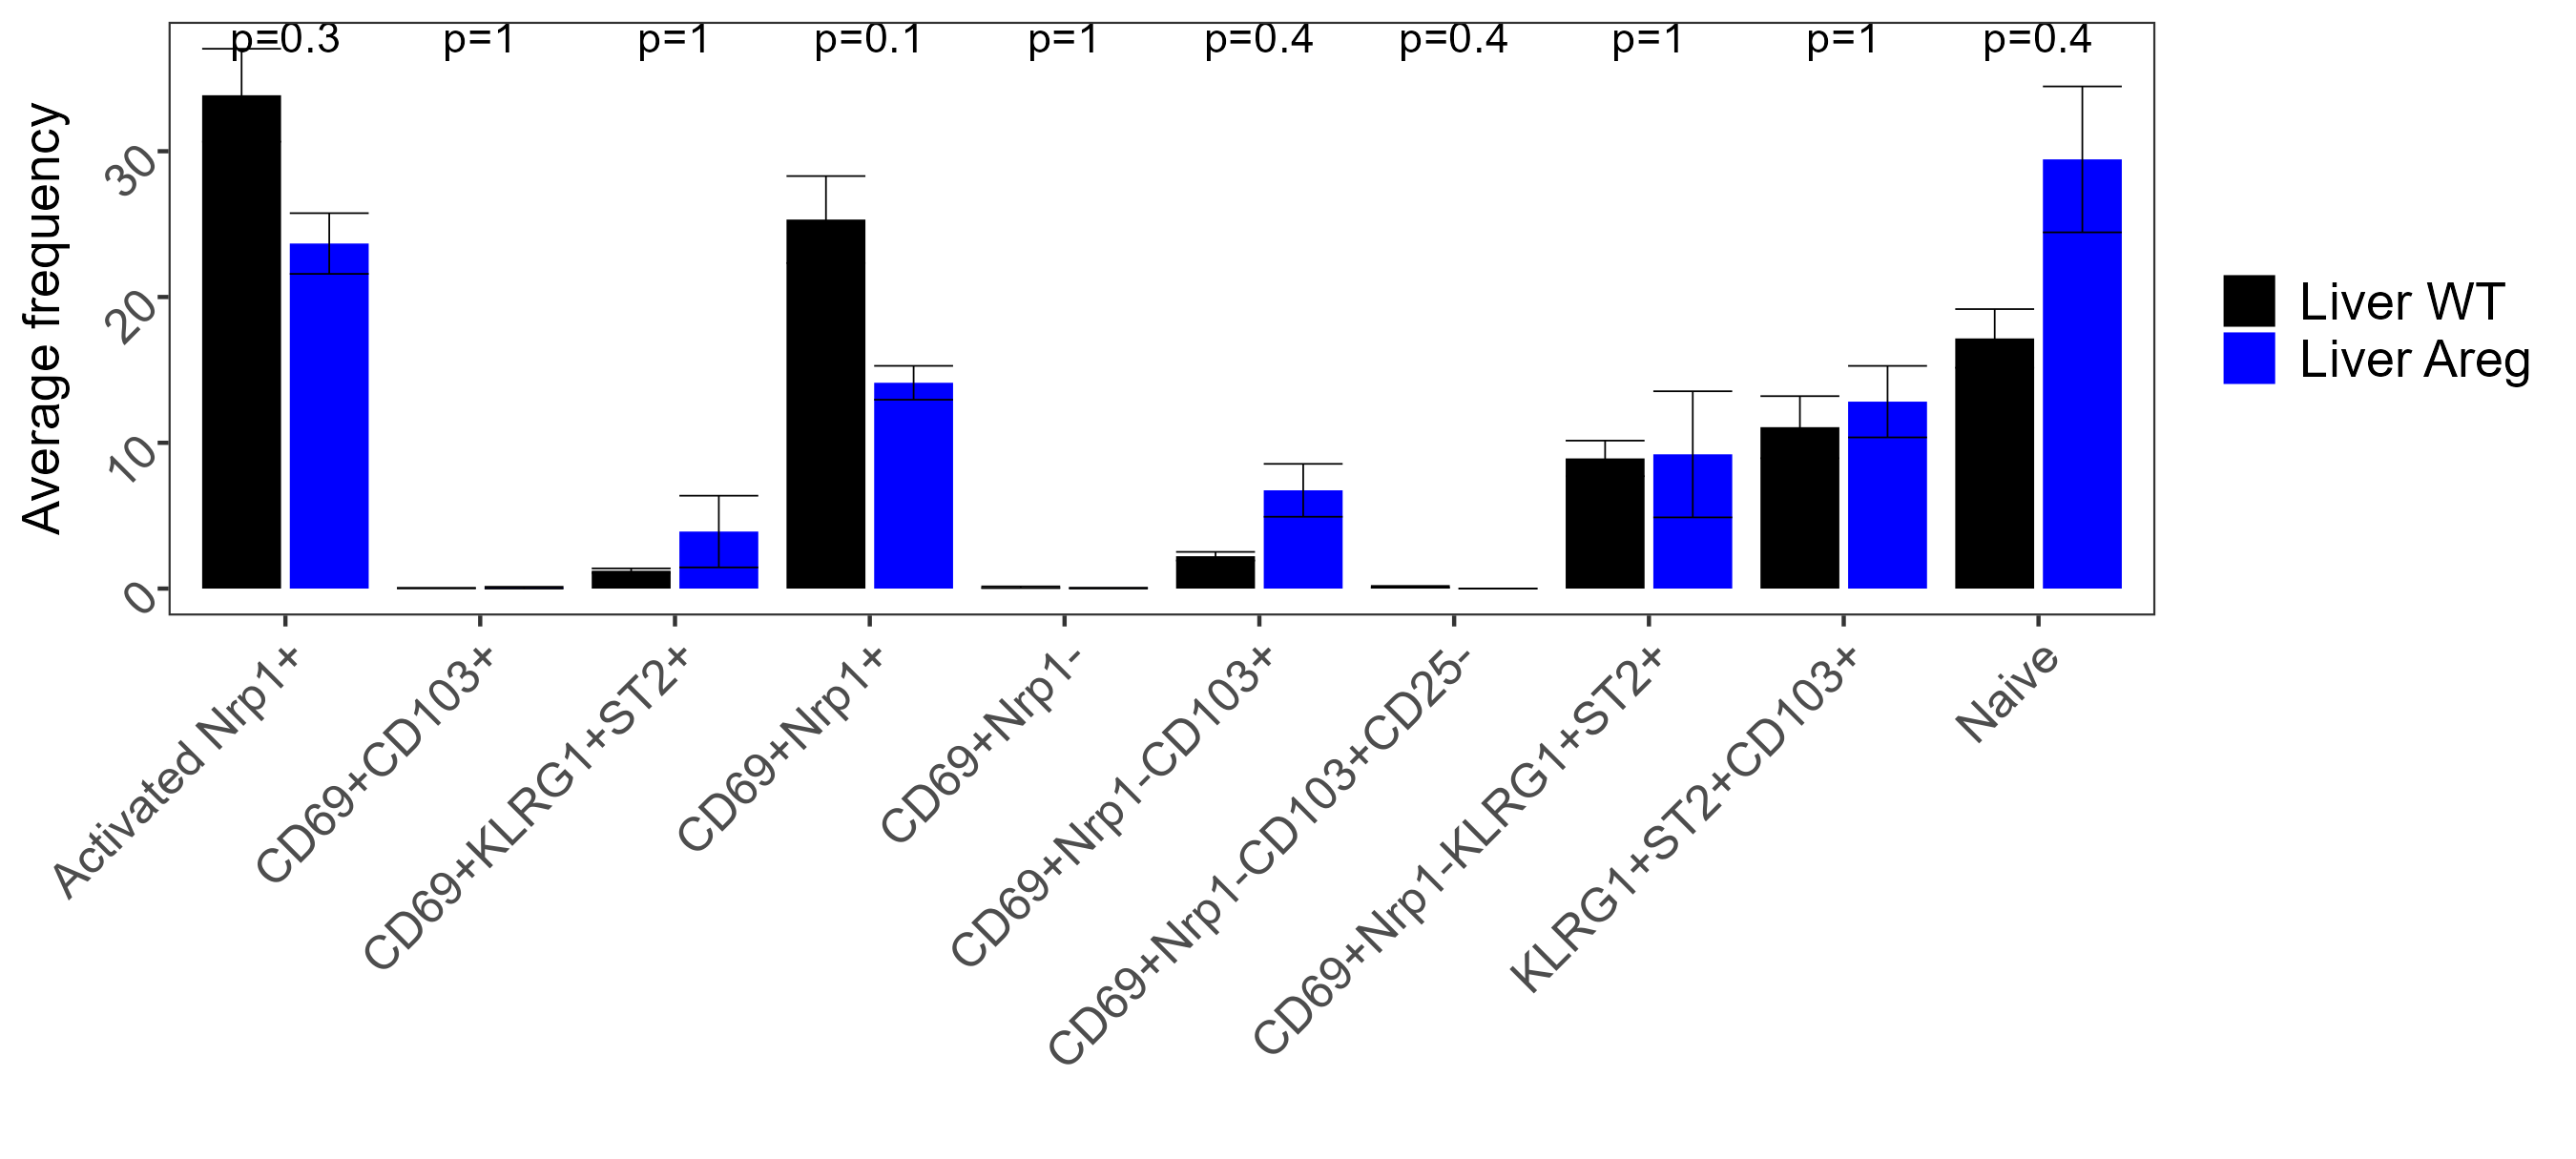 p=0.3 p=1 p=1 p=0.1 p=1 p=0.4 p=0.4 p=1 p=1 p=0.4
Average frequency
30
20
10
0
Liver WT
Liver Areg
Activated Nrp1+
CD69+CD103+
CD69+KLRG1+ST2+
CD69+Nrp1+
CD69+Nrp1-
CD69+Nrp1-CD103+
CD69+Nrp1-CD103+CD25-
CD69+Nrp1-KLRG1+ST2+
KLRG1+ST2+CD103+
Naive